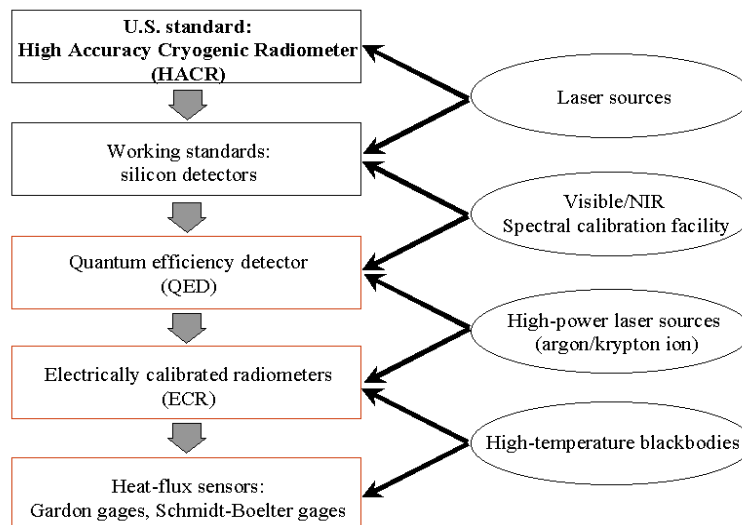 U.S. standard:
High Accuracy Cryogenic Radiometer
(HACR)
Laser sources
Working standards:
silicon detectors
Visible/NIR
Spectral calibration facility
Quantum efficiency detector
(QED)
High-power laser sources
(argon/krypton ion)
Electrically calibrated radiometers
(ECR)
High-temperature blackbodies
Heat-flux sensors:
Gardon gages, Schmidt-Boelter gages